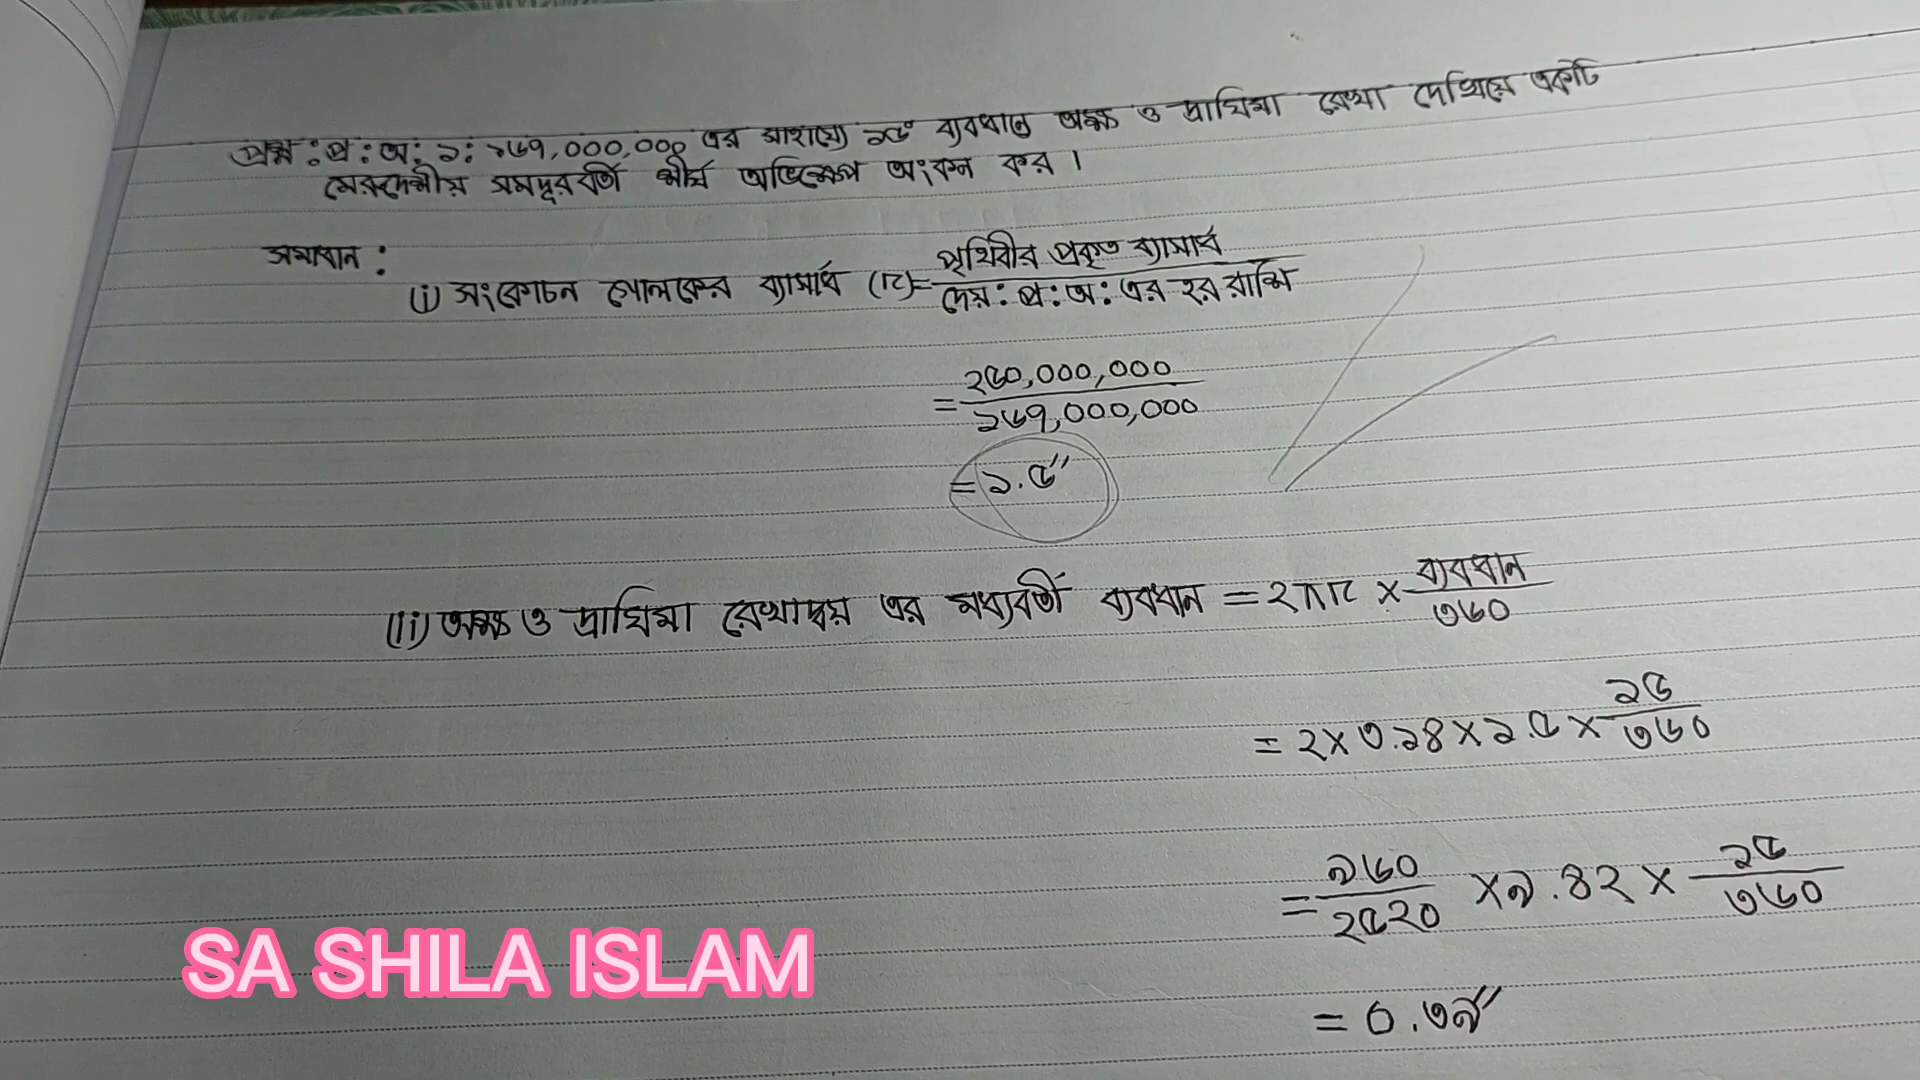 প্রশ্ন : প্র : অ : ১ : ১৬৭,০০০,০০০ এর সাহায্যে ১৫° ব্যবধানে অক্ষ ও দ্রাঘিমা রেখা দেখিয়ে একটি
মেরুদেশীয় সমদূরবর্তি শীর্ষ অভিক্ষেপ অংকন কর ।
সমাধান :
(i) সংকোচন গোলকের ব্যাসার্ধ (r)= পৃথিবীর প্রকৃত ব্যাসার্ধ
দেয় : প্র : অ : এর হর রাশি
= ২৫০,০০০,০০০
১৬৭,০০০,০০০
= ১.৫"
(ii) অক্ষ ও দ্রাঘিমা রেখাদ্বয় এর মধ্যবর্তী ব্যবধান = ২πr × ব্যবধান
৩৬০
= ২×৩.১৪×১.৫× ১৫
৩৬০
= ৯৬০
২৫২০ ×৯.৪২× ১৫
৩৬০
= ০.৩৯"
SA SHILA ISLAM